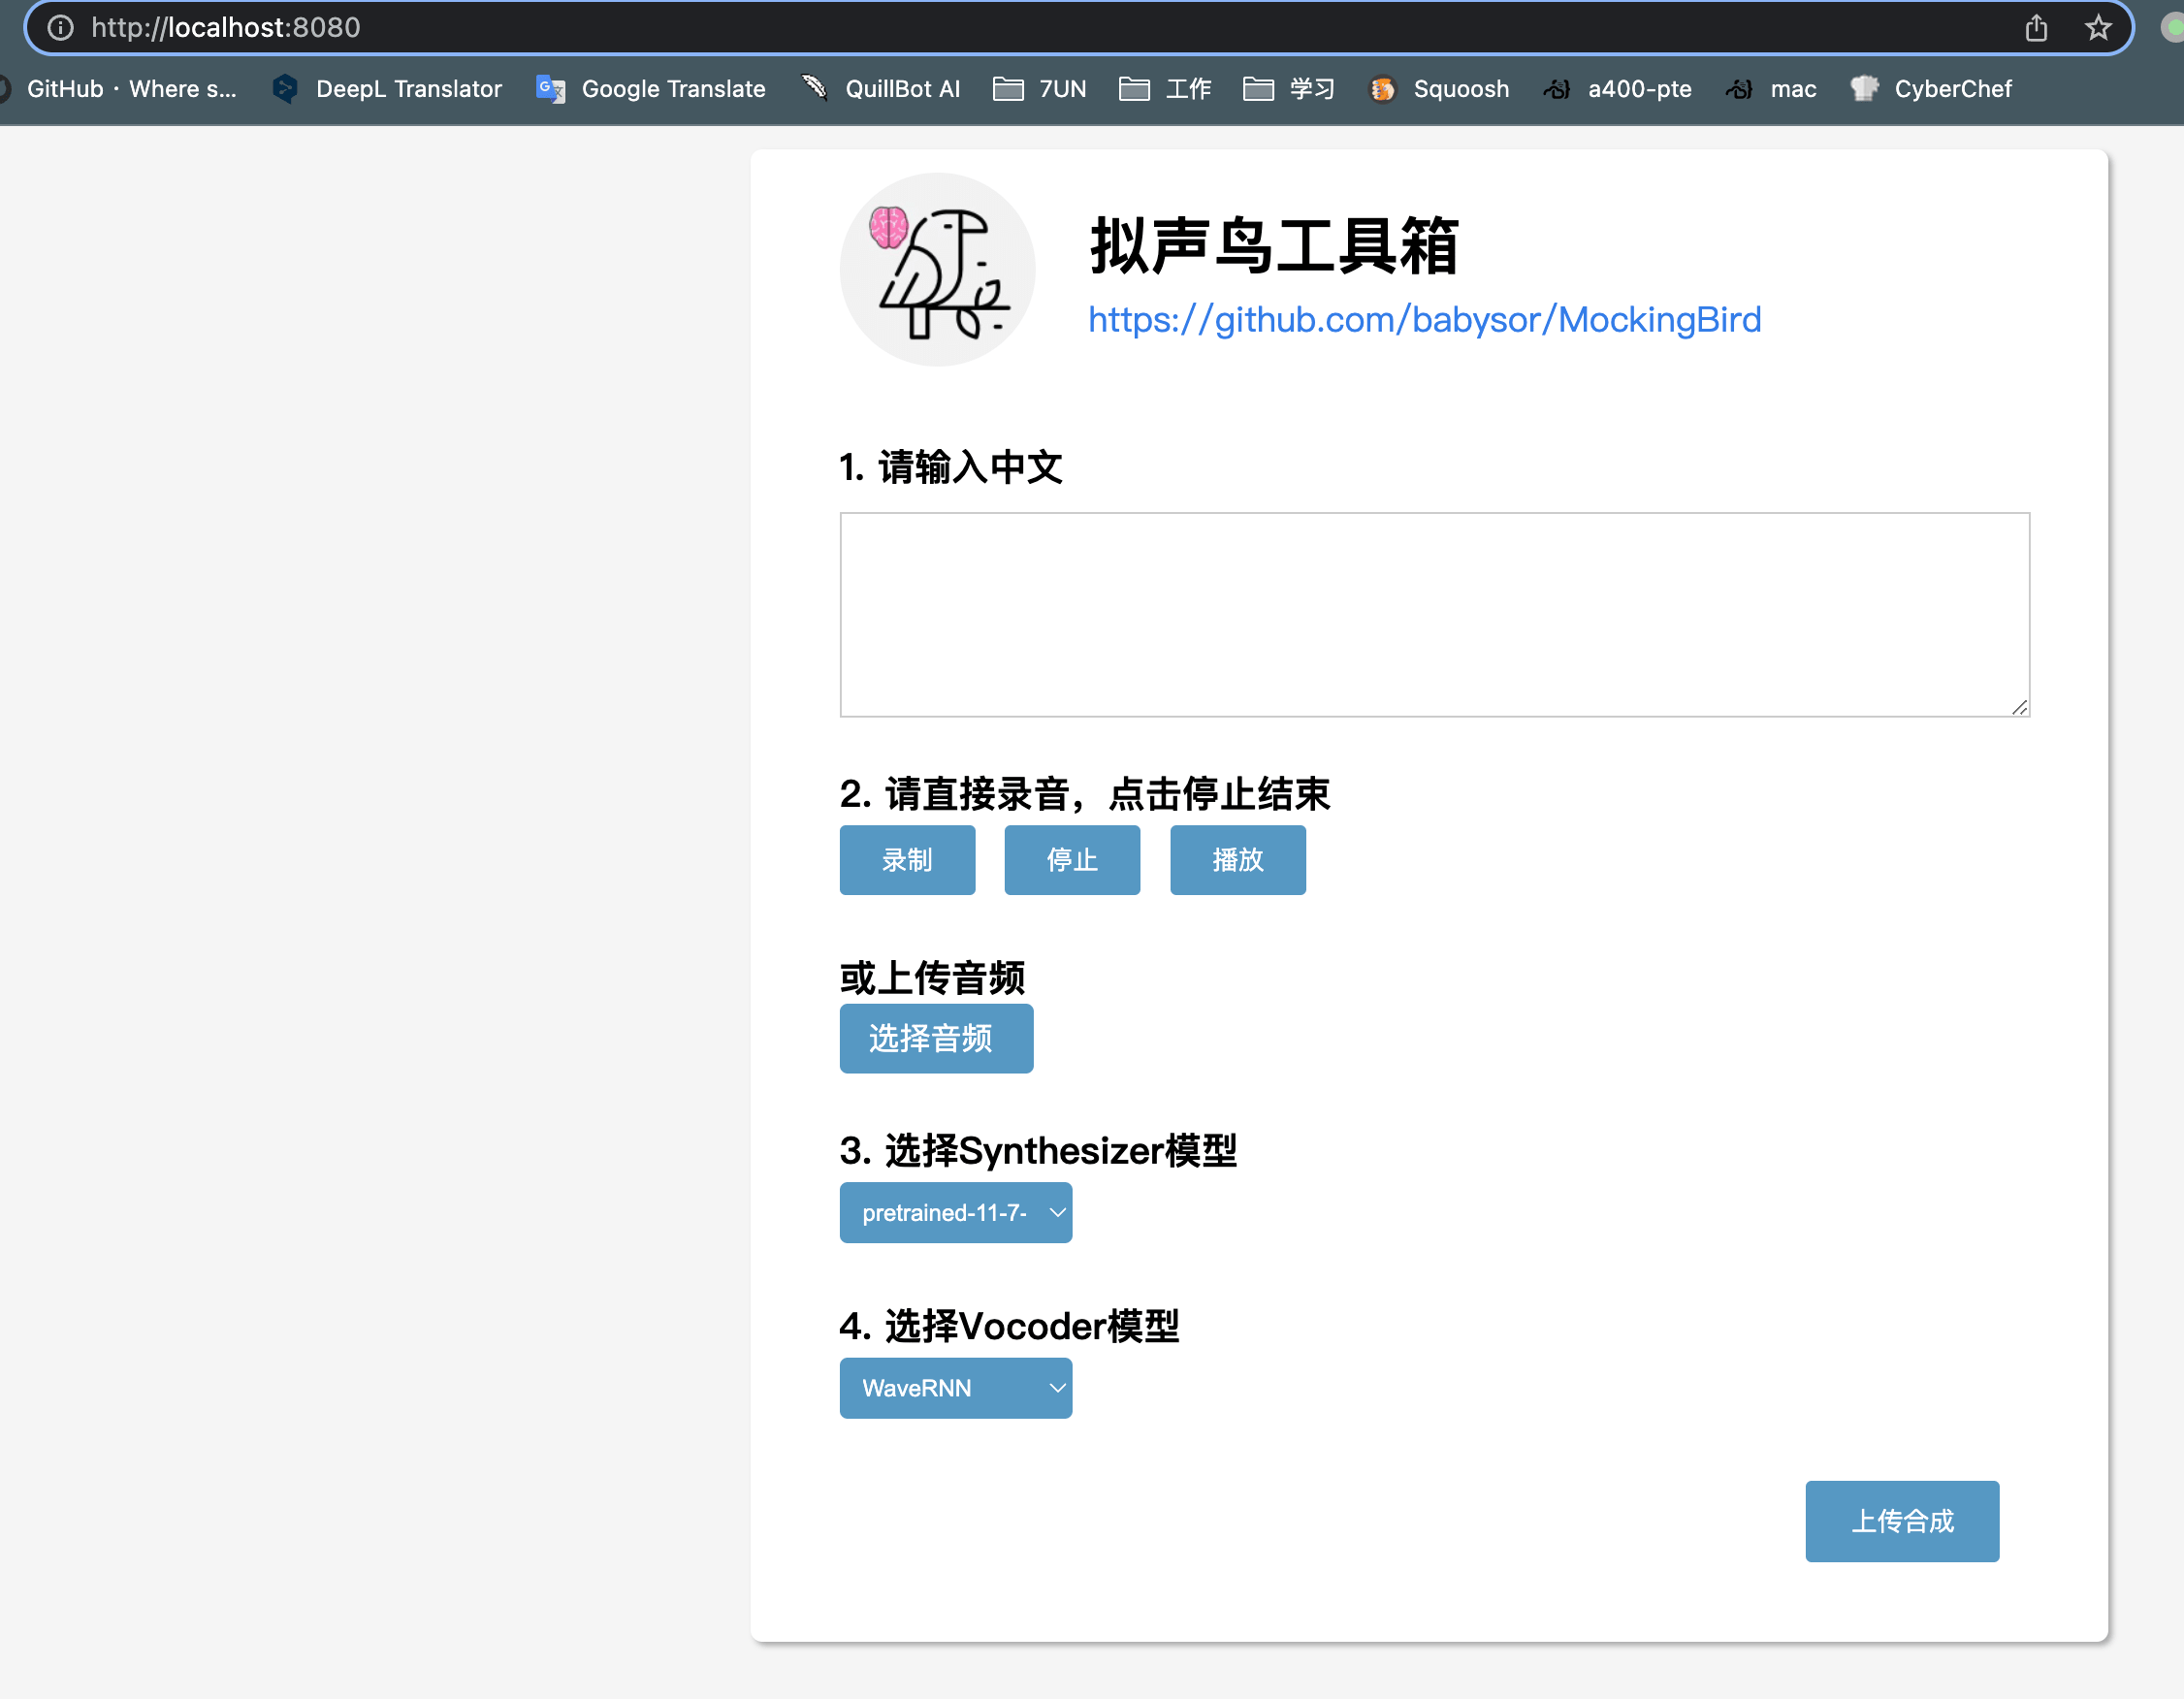 http://localhost:8080
GitHub · Where s... DeepL Translator Google Translate QuillBot AI 7UN 工作 学习 Squoosh a400-pte mac CyberChef
拟声鸟工具箱
https://github.com/babysor/MockingBird
1. 请输入中文
2. 请直接录音，点击停止结束
录制 停止 播放
或上传音频
选择音频
3. 选择Synthesizer模型
pretrained-11-7-
4. 选择Vocoder模型
WaveRNN
上传合成